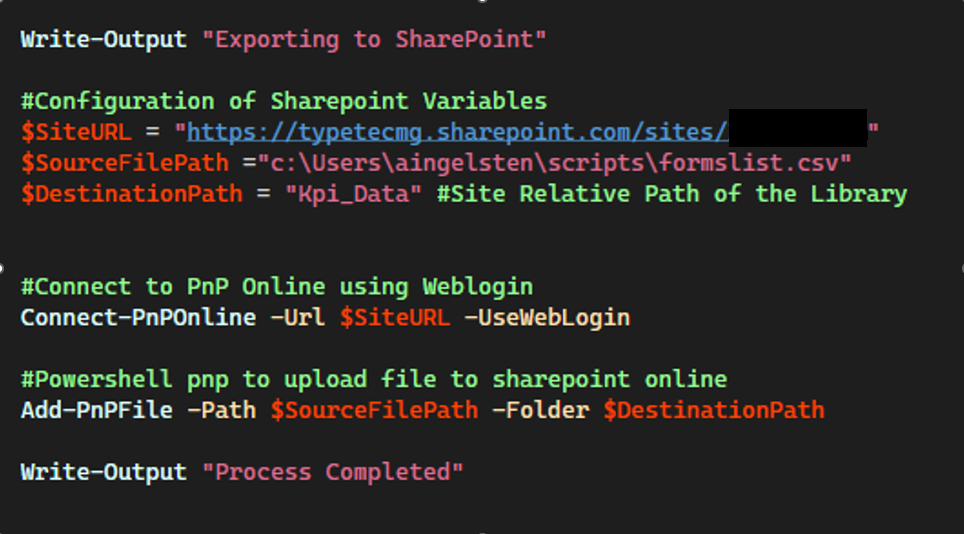 Write-Output "Exporting to SharePoint"
#Configuration of Sharepoint Variables
$SiteURL = "https://typetecmg.sharepoint.com/sites/"
$SourceFilePath ="c:\Users\aingelsten\scripts\formslist.csv"
$DestinationPath = "Kpi_Data" #Site Relative Path of the Library
#Connect to PnP Online using Weblogin
Connect-PnPOnline -Url $SiteURL -UseWebLogin
#Powershell pnp to upload file to sharepoint online
Add-PnPFile -Path $SourceFilePath -Folder $DestinationPath
Write-Output "Process Completed"